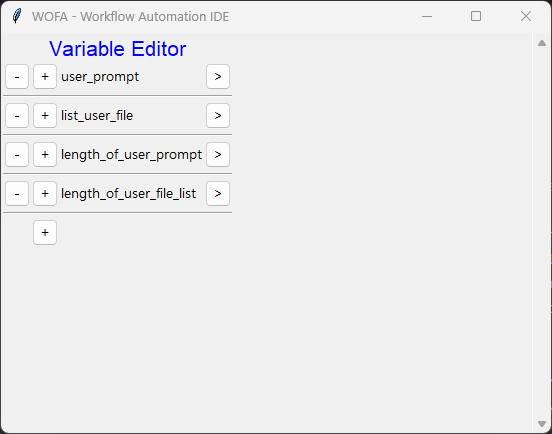 WOFA - Workflow Automation IDE
Variable Editor
- + user_prompt >
- + list_user_file >
- + length_of_user_prompt >
- + length_of_user_file_list >
+